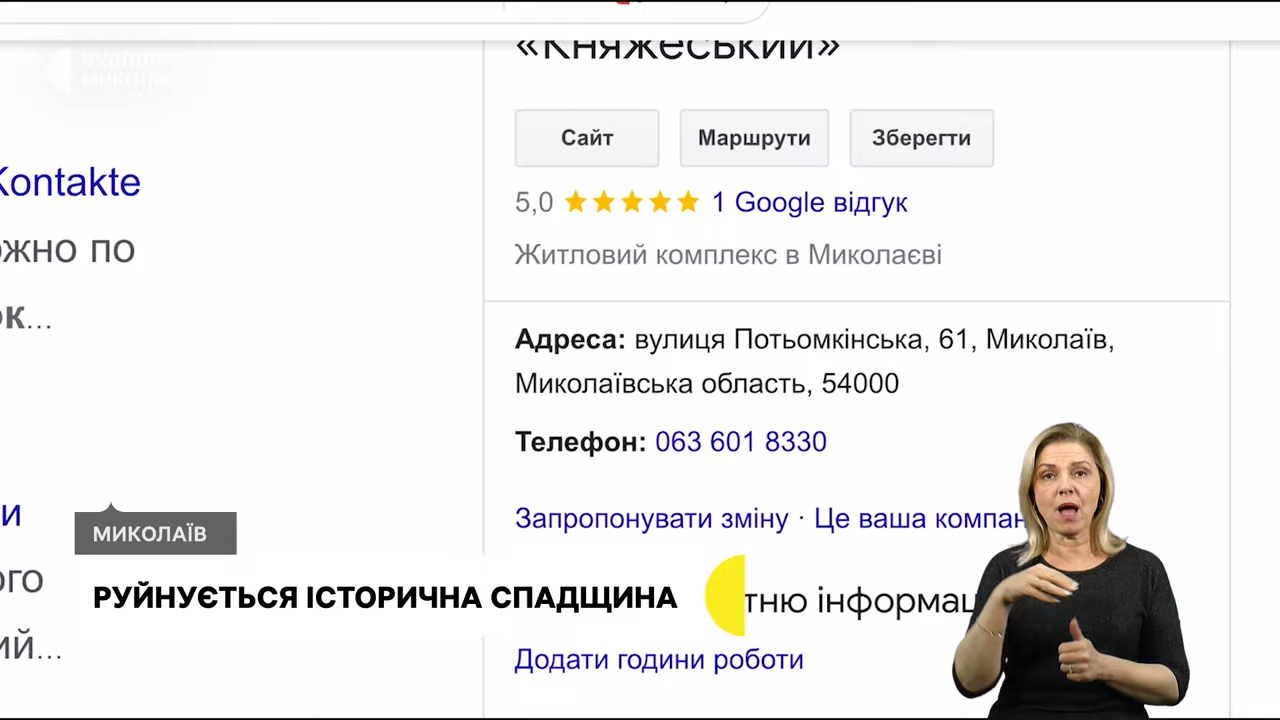 «Княжеський»
Сайт
Маршрути
Зберегти
5,0
1 Google відгук
Житловий комплекс в Миколаєві
Kontakte
ожно по
ок...
Адреса: вулиця Потьомкінська, 61, Миколаїв,
Миколаївська область, 54000
Телефон: 063 601 8330
Запропонувати зміну · Це ваша компан
и
МИКОЛАЇВ
ого
РУЙНУЄТЬСЯ ІСТОРИЧНА СПАДЩИНА
тню інформац
ий...
Додати години роботи